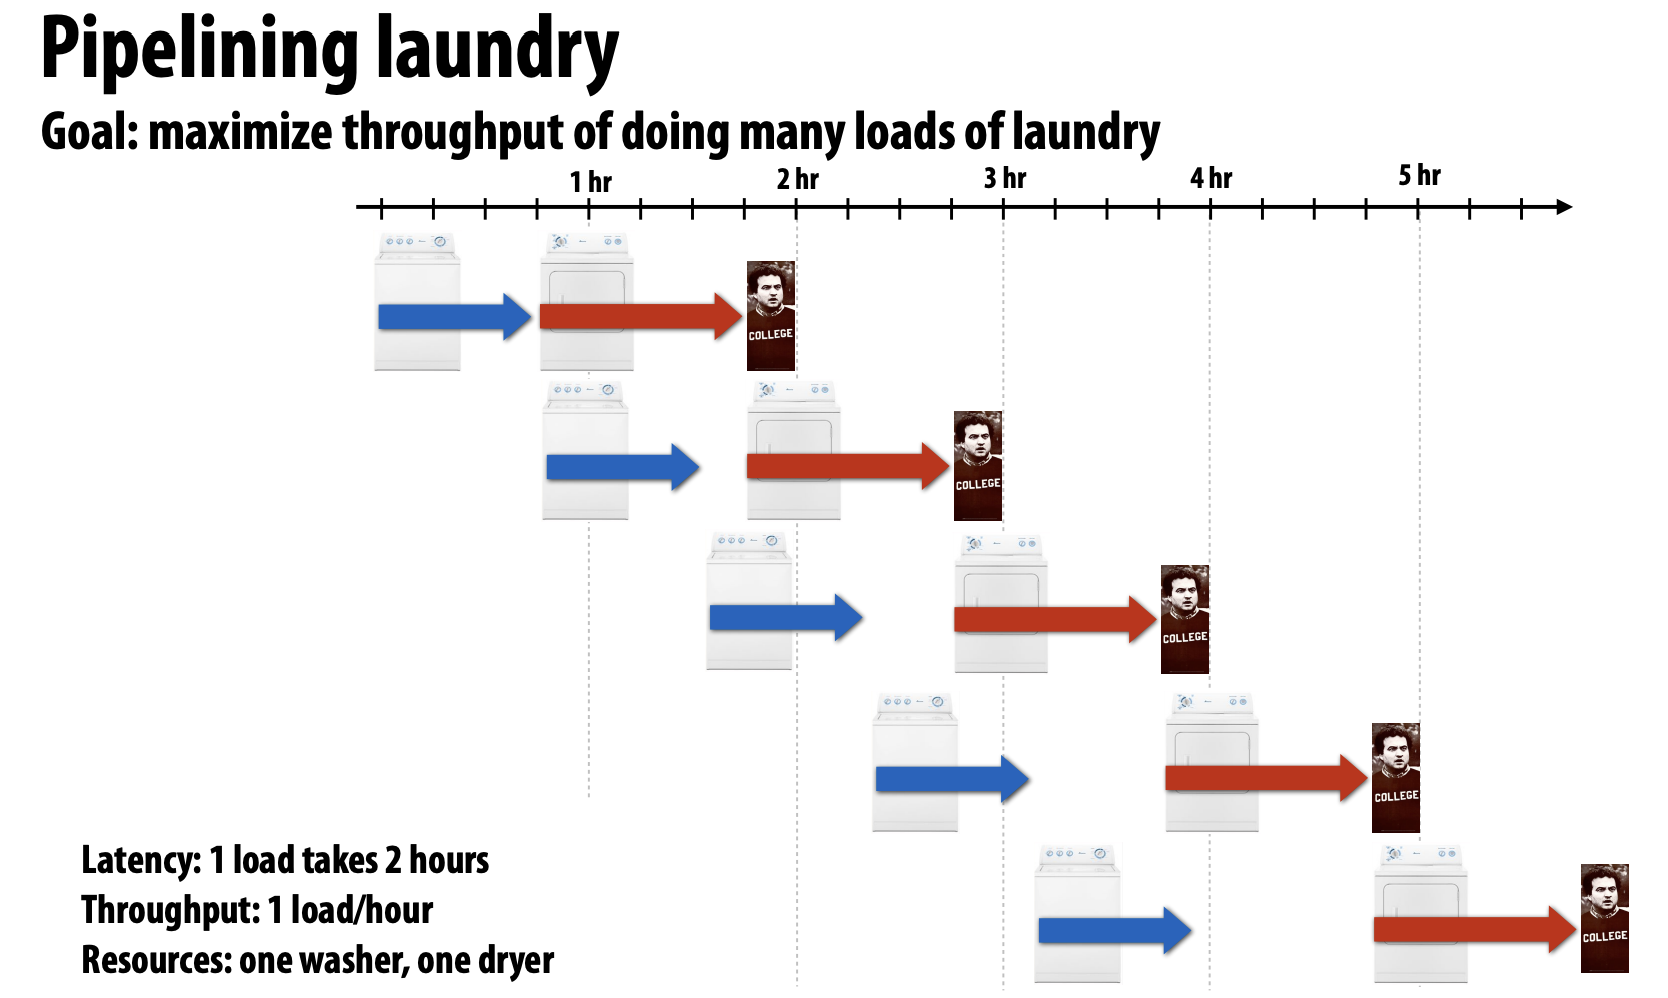 Pipelining laundry
Goal: maximize throughput of doing many loads of laundry
1 hr 2 hr 3 hr 4 hr 5 hr
COLLEGE
COLLEGE
COLLEGE
COLLEGE
COLLEGE
Latency: 1 load takes 2 hours
Throughput: 1 load/hour
Resources: one washer, one dryer